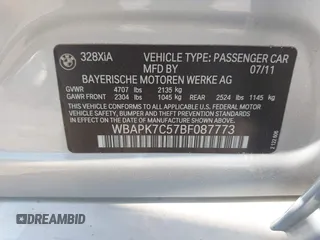 328XiA
VEHICLE TYPE: PASSENGER CAR
MFD BY 07/11
BAYERISCHE MOTOREN WERKE AG
GVWR 4707 lbs 2135 kg
GAWR FRONT 2304 lbs 1045 kg REAR 2524 lbs 1145 kg
THIS VEHICLE CONFORMS TO ALL APPLICABLE U.S. FEDERAL MOTOR
VEHICLE SAFETY, BUMPER, AND THEFT PREVENTION STANDARDS
IN EFFECT ON THE DATE OF MANUFACTURE SHOWN ABOVE.
WBAPK7C57BF087773
DREAMBID